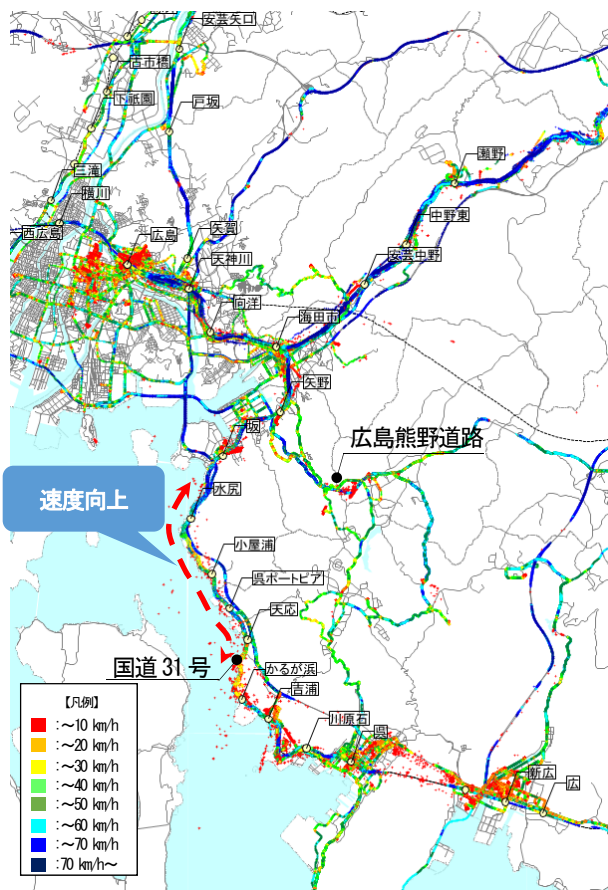 安芸矢口
古市橋
下祇園
戸坂
三滝
横川
瀬野
中野東
西広島
広島
矢賀
天神川
安芸中野
向洋
海田市
矢野
坂
広島熊野道路
水尻
速度向上
小屋浦
呉ポートピア
天応
国道 31 号
かるが浜
吉浦
川原石
呉
新広
広
【凡例】
:～10 km/h
:～20 km/h
:～30 km/h
:～40 km/h
:～50 km/h
:～60 km/h
:～70 km/h
:70 km/h～